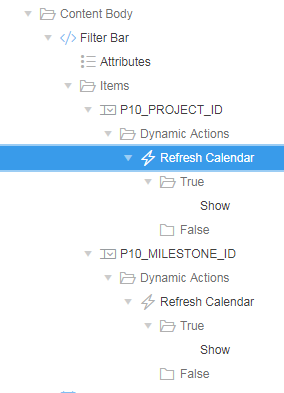 Content Body
Filter Bar
Attributes
Items
P10_PROJECT_ID
Dynamic Actions
Refresh Calendar
True
Show
False
P10_MILESTONE_ID
Dynamic Actions
Refresh Calendar
True
Show
False